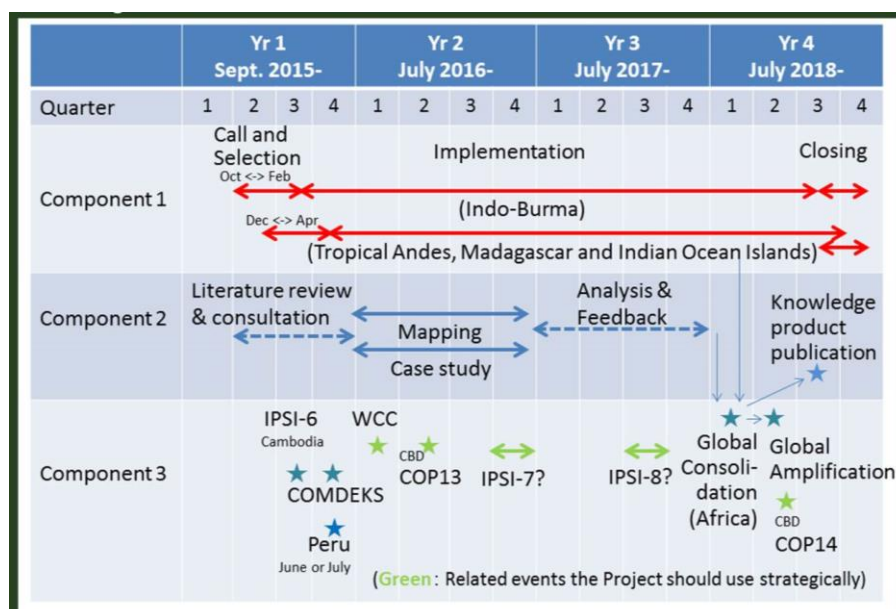 Yr 1 Yr 2 Yr 3 Yr 4
Sept. 2015- July 2016- July 2017- July 2018-
Quarter 1 2 3 4 1 2 3 4 1 2 3 4 1 2 3 4
Component 1
Call and
Selection
Oct <-> Feb
Implementation
Closing
(Indo-Burma)
Dec <-> Apr
(Tropical Andes, Madagascar and Indian Ocean Islands)
Component 2
Literature review
& consultation
Mapping
Case study
Analysis &
Feedback
Knowledge
product
publication
Component 3
IPSI-6
Cambodia
COMDEKS
Peru
June or July
WCC
CBD
COP13
IPSI-7?
IPSI-8?
Global
Consoli-
dation
(Africa)
Global
Amplification
CBD
COP14
(Green : Related events the Project should use strategically)